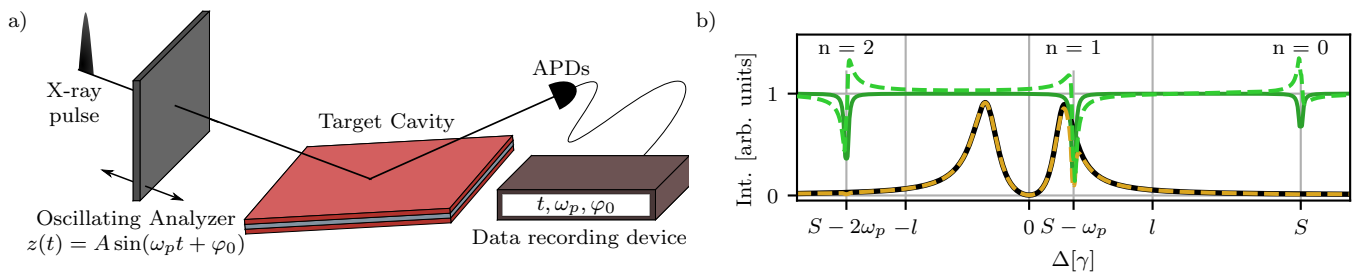 a)
X-ray
pulse
Oscillating Analyzer
z(t) = A sin(ω_p t + φ_0)
Target Cavity
APDs
t, ω_p, φ_0
Data recording device
b)
Int. [arb. units]
1
0
n = 2
n = 1
n = 0
S − 2ω_p
−l
0
S − ω_p
l
S
Δ[γ]